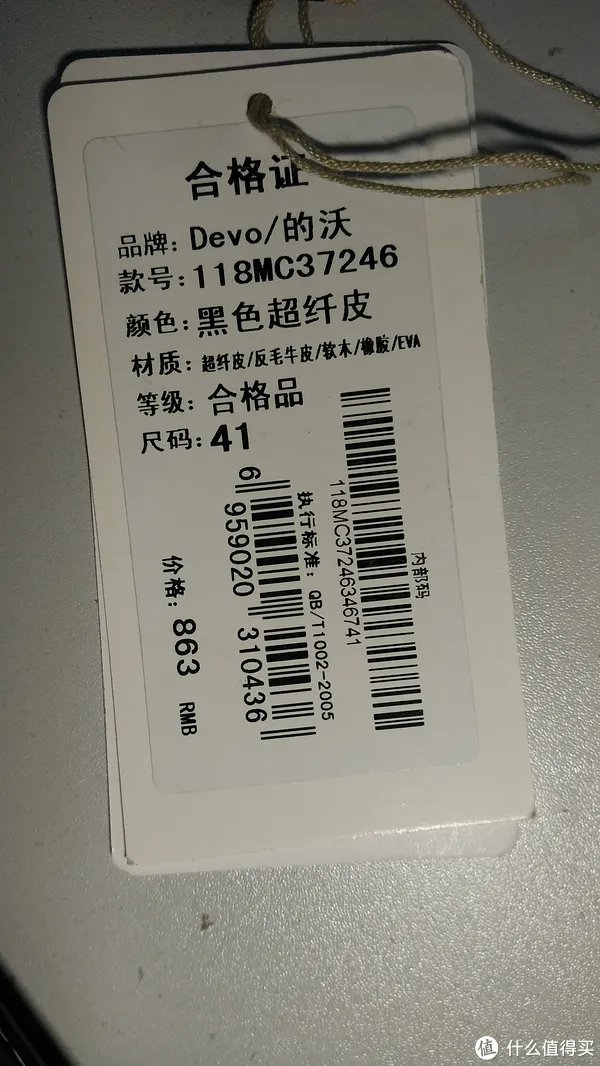 合格证
品牌: Devo/的沃
款号: 118MC37246
颜色: 黑色超纤皮
材质: 超纤皮/反毛牛皮/软木/橡胶/EVA
等级: 合格品
尺码: 41
内部码
118MC37246346741
执行标准: QB/T1002-2005
6 959020 310436
价格: 863 RMB
值 什么值得买